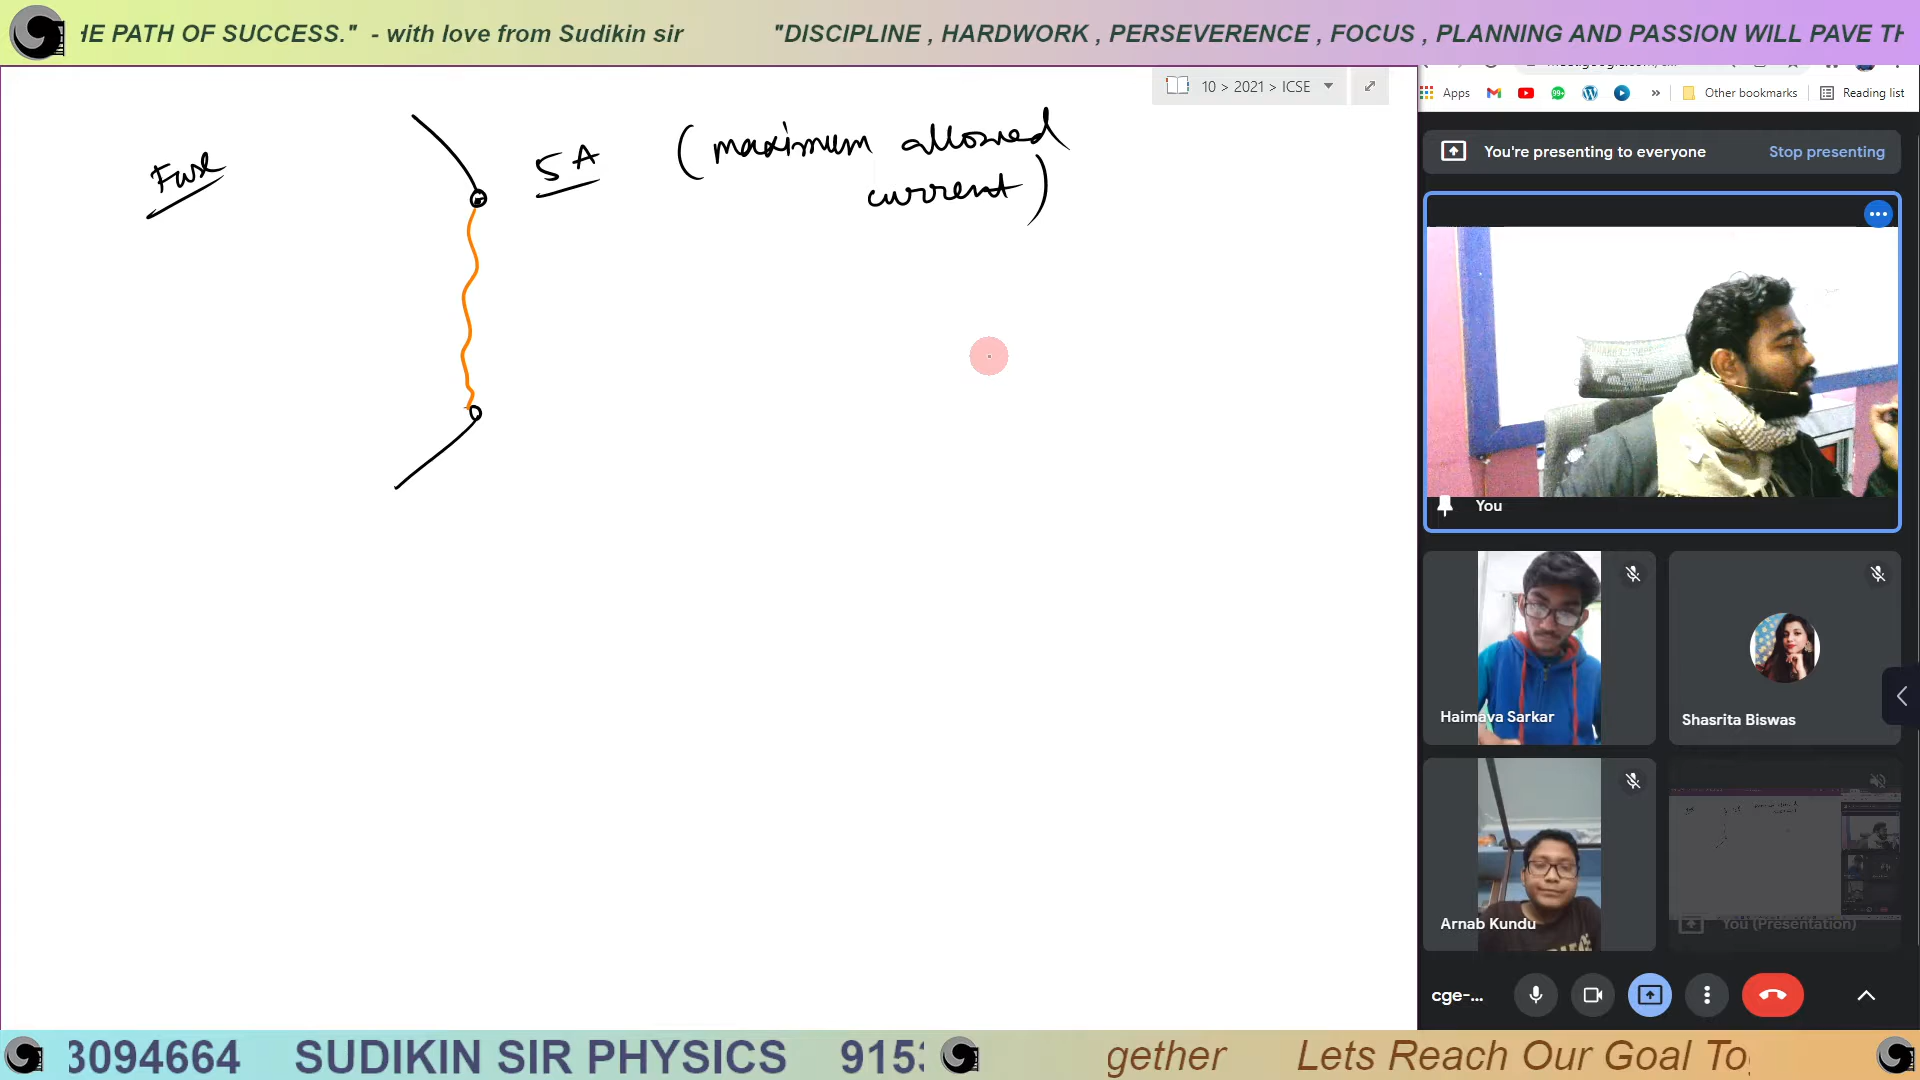 HE PATH OF SUCCESS." - with love from Sudikin sir "DISCIPLINE , HARDWORK , PERSEVERENCE , FOCUS , PLANNING AND PASSION WILL PAVE TH
10 > 2021 > ICSE
Apps
99+
»
Other bookmarks
Reading list
Fuse
5A
(maximum allowed
current)
You're presenting to everyone
Stop presenting
You
Haimava Sarkar
Shasrita Biswas
Arnab Kundu
You (Presentation)
cge-...
3094664 SUDIKIN SIR PHYSICS 9153 gether Lets Reach Our Goal To